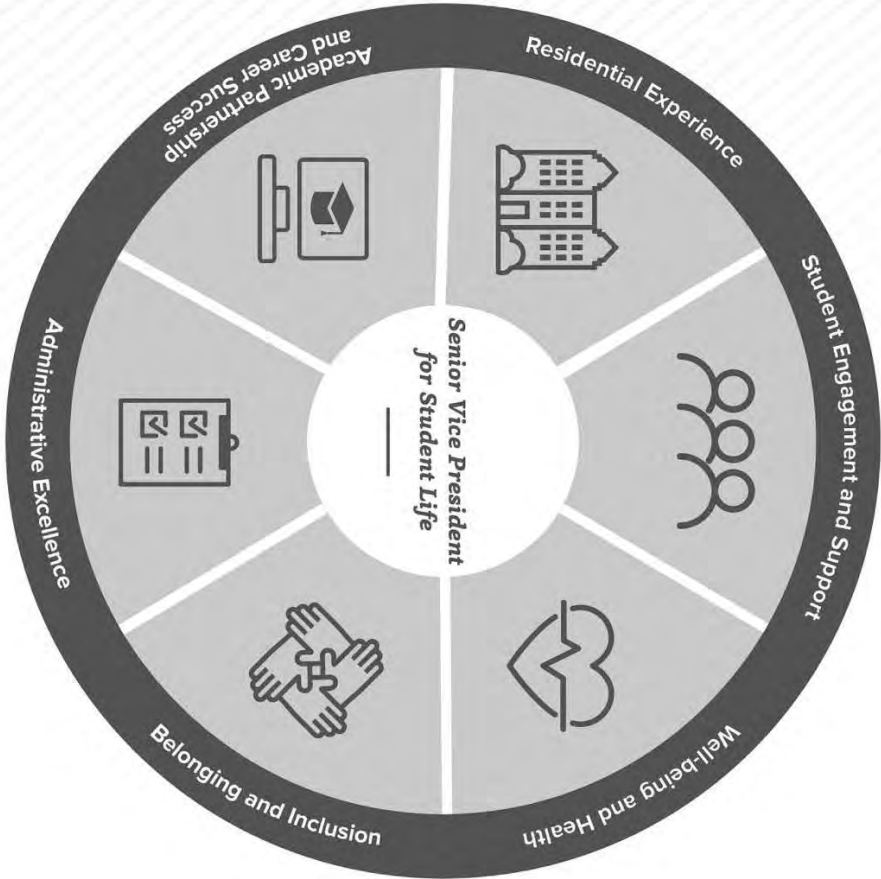 Senior Vice President
for Student Life
Student Engagement and Support
Well-being and Health
Belonging and Inclusion
Administrative Excellence
Academic Partnership
and Career Success
Residential Experience